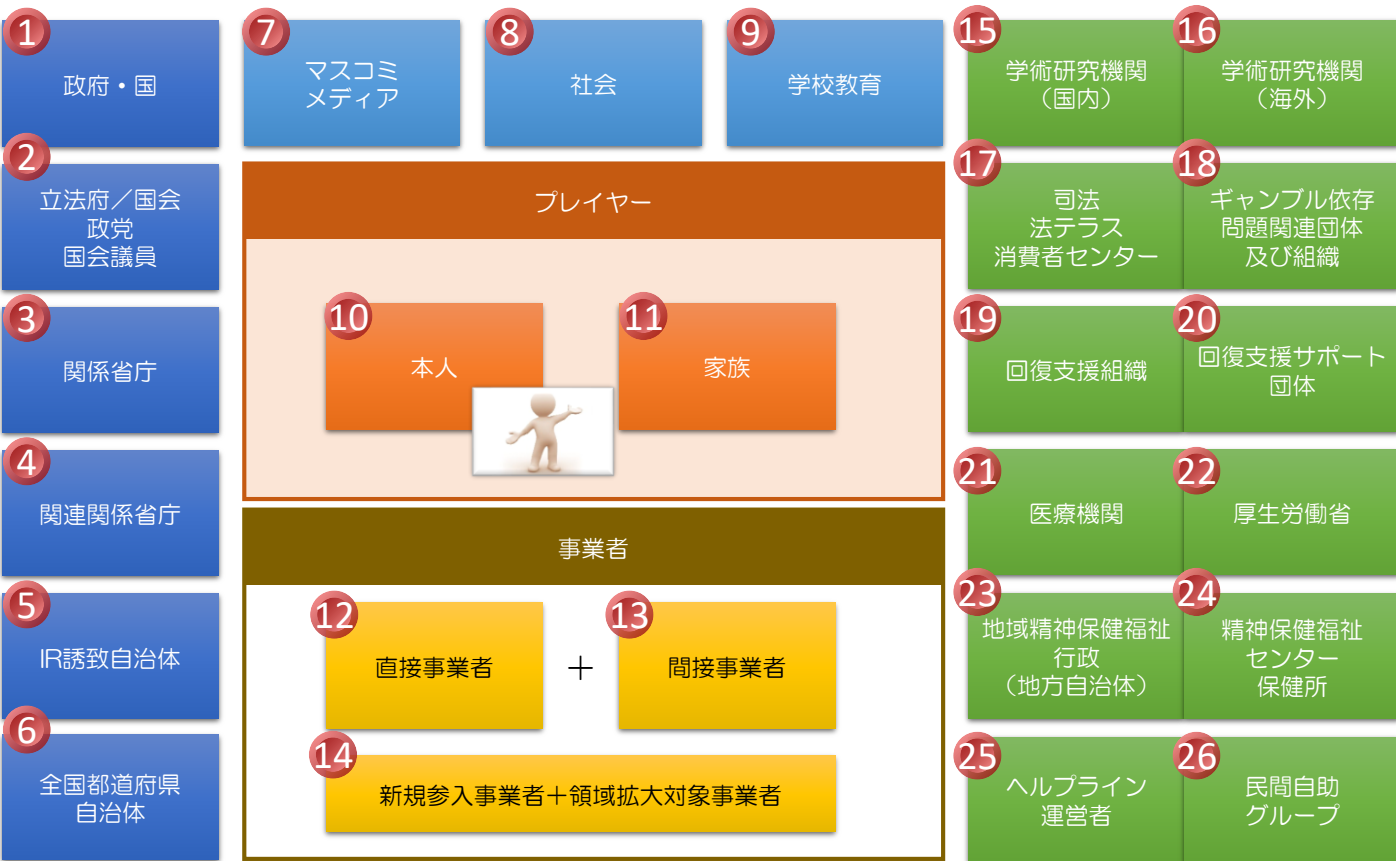 1
政府・国
2
立法府／国会
政党
国会議員
3
関係省庁
4
関連関係省庁
5
IR誘致自治体
6
全国都道府県
自治体
7
マスコミ
メディア
8
社会
9
学校教育
プレイヤー
10
本人
11
家族
事業者
12
直接事業者
＋
13
間接事業者
14
新規参入事業者＋領域拡大対象事業者
15
学術研究機関
（国内）
16
学術研究機関
（海外）
17
司法
法テラス
消費者センター
18
ギャンブル依存
問題関連団体
及び組織
19
回復支援組織
20
回復支援サポート
団体
21
医療機関
22
厚生労働省
23
地域精神保健福祉
行政
（地方自治体）
24
精神保健福祉
センター
保健所
25
ヘルプライン
運営者
26
民間自助
グループ